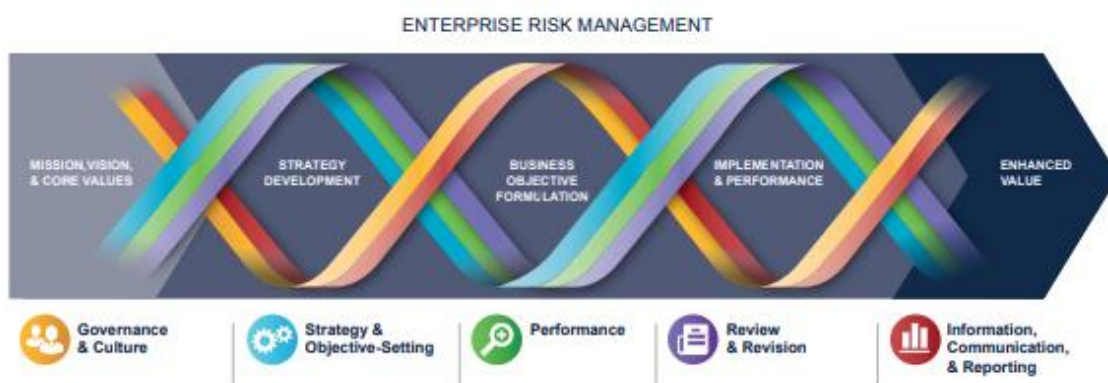 ENTERPRISE RISK MANAGEMENT
MISSION, VISION,
& CORE VALUES
STRATEGY
DEVELOPMENT
BUSINESS
OBJECTIVE
FORMULATION
IMPLEMENTATION
& PERFORMANCE
ENHANCED
VALUE
Governance
& Culture
Strategy &
Objective-Setting
Performance
Review
& Revision
Information,
Communication,
& Reporting